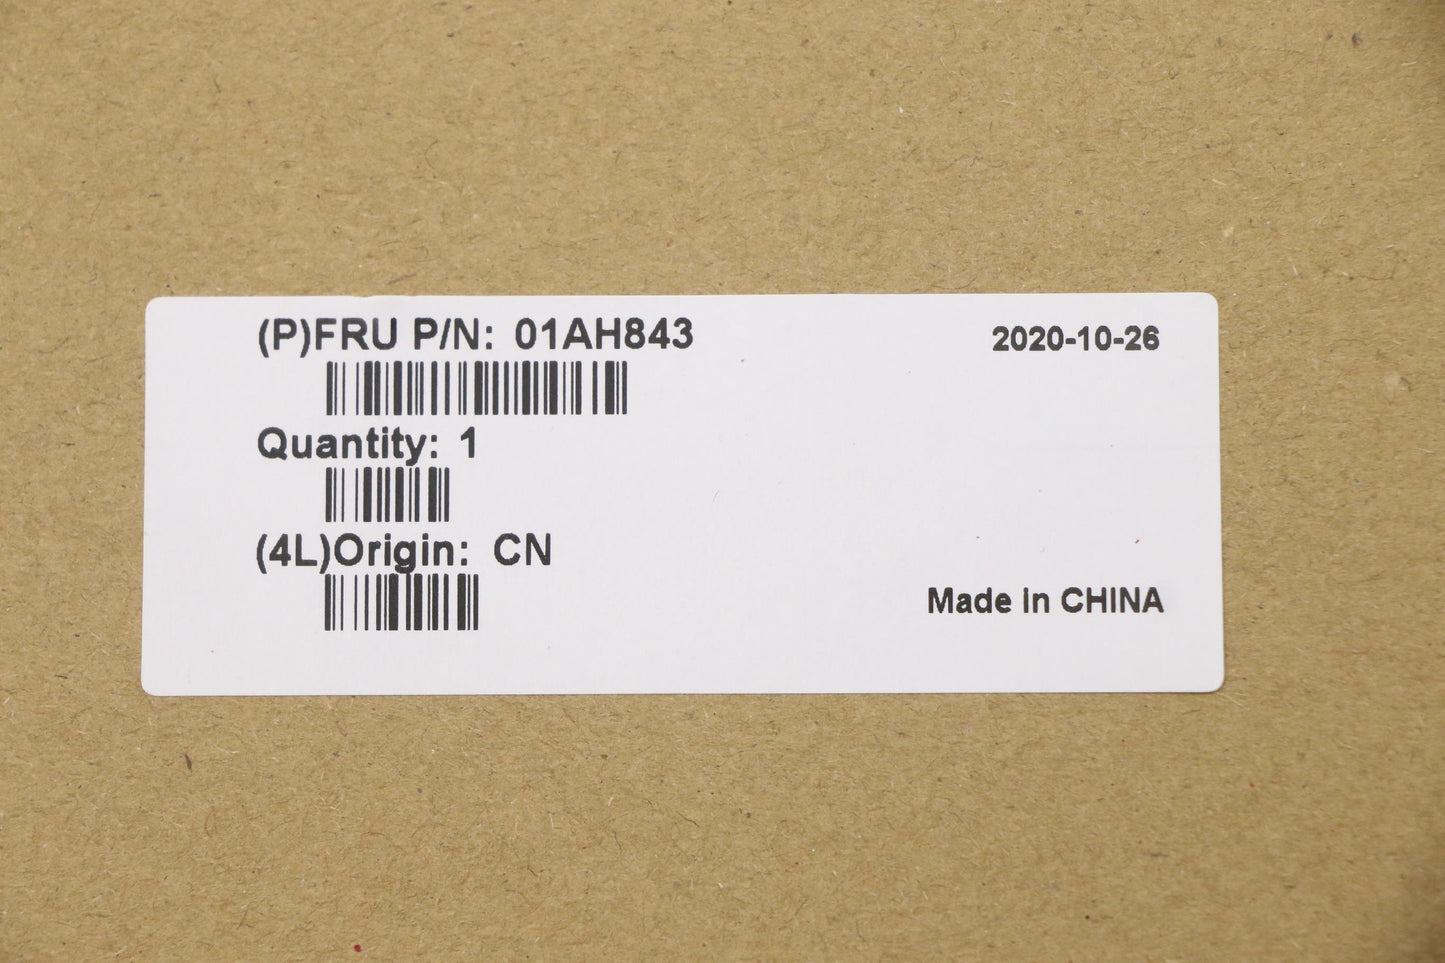 (P)FRU P/N: 01AH843
2020-10-26
Quantity: 1
(4L)Origin: CN
Made in CHINA